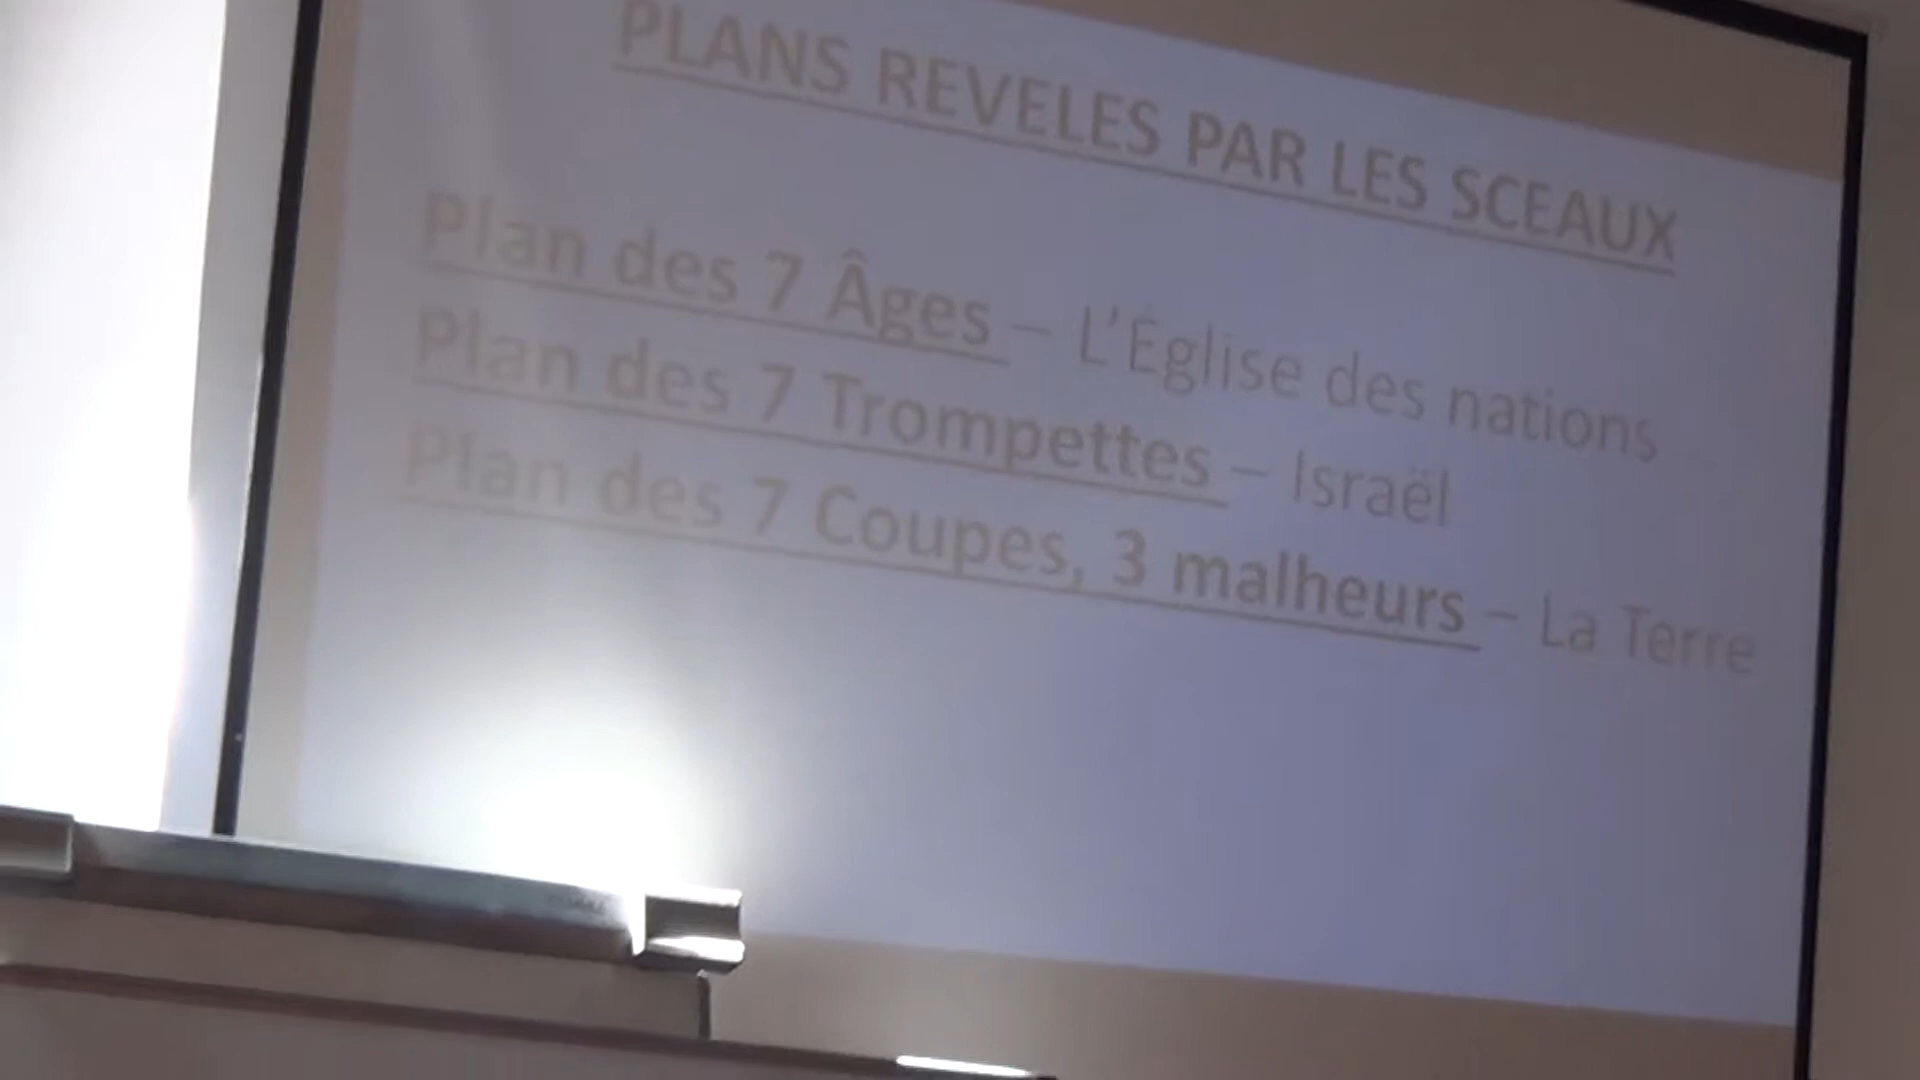 PLANS REVELES PAR LES SCEAUX
Plan des 7 Âges – L'Église des nations
Plan des 7 Trompettes – Israël
Plan des 7 Coupes, 3 malheurs – La Terre